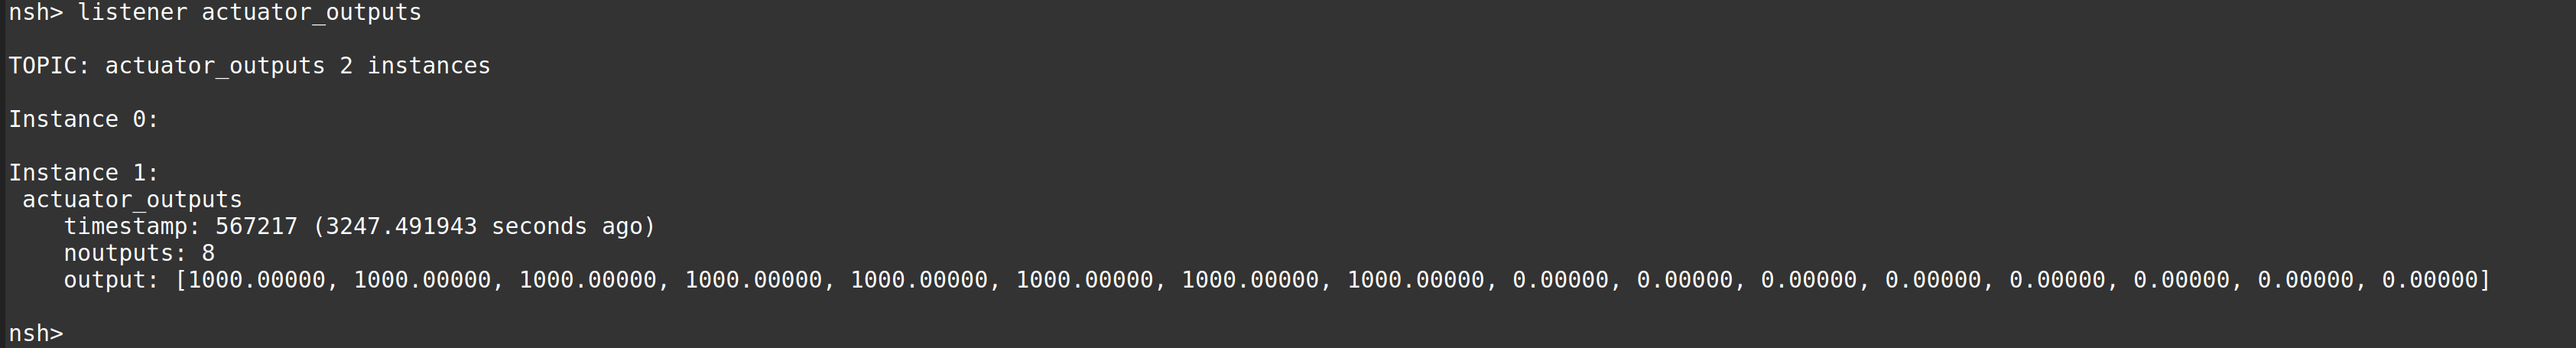 nsh> listener actuator_outputs
TOPIC: actuator_outputs 2 instances
Instance 0:
Instance 1:
actuator_outputs
timestamp: 567217 (3247.491943 seconds ago)
noutputs: 8
output: [1000.00000, 1000.00000, 1000.00000, 1000.00000, 1000.00000, 1000.00000, 1000.00000, 1000.00000, 0.00000, 0.00000, 0.00000, 0.00000, 0.00000, 0.00000, 0.00000, 0.00000]
nsh>